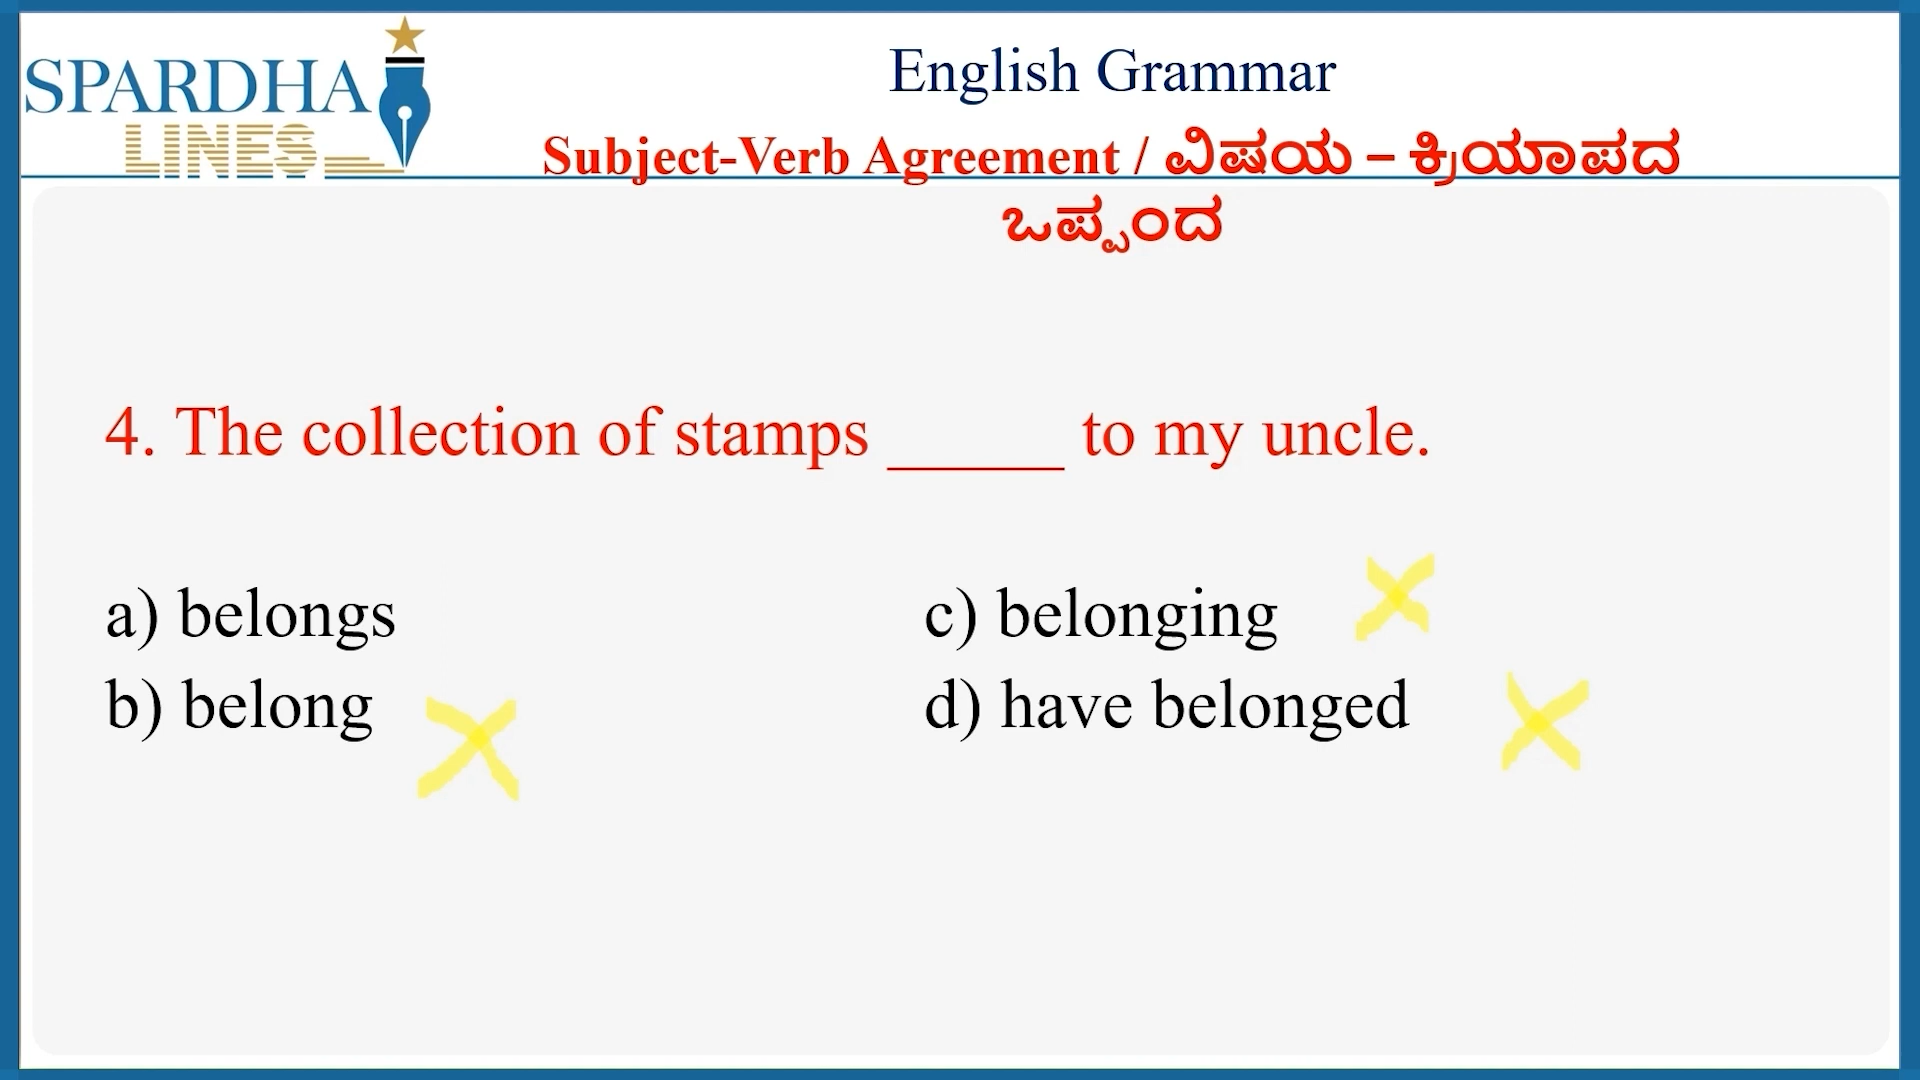 SPARDHA
LINES
English Grammar
Subject-Verb Agreement / ವಿಷಯ – ಕ್ರಿಯಾಪದ
ಒಪ್ಪಂದ
4. The collection of stamps _____ to my uncle.
a) belongs
b) belong
c) belonging
d) have belonged